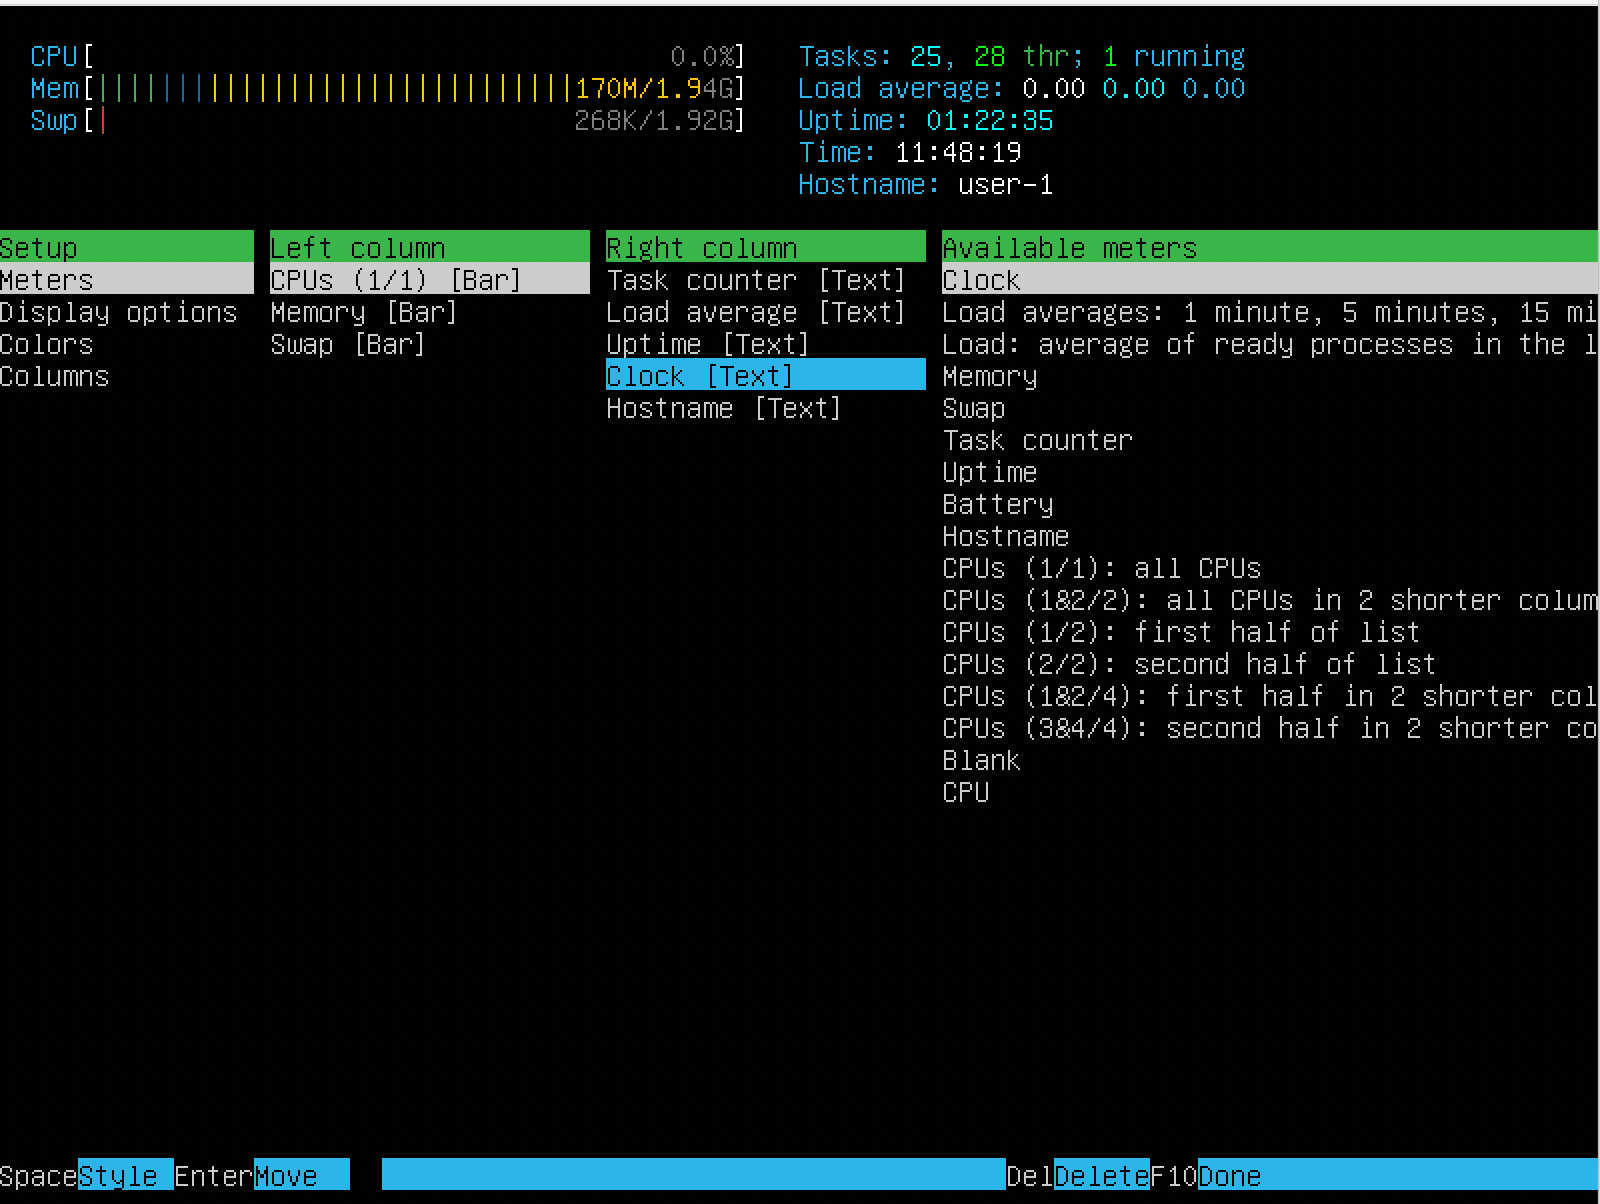 CPU[ 0.0%] Tasks: 25, 28 thr; 1 running
Mem[||||||||||||||||||||||||||||||170M/1.94G] Load average: 0.00 0.00 0.00
Swp[| 268K/1.92G] Uptime: 01:22:35
Time: 11:48:19
Hostname: user-1
Setup Left column Right column Available meters
Meters CPUs (1/1) [Bar] Task counter [Text] Clock
Display options Memory [Bar] Load average [Text] Load averages: 1 minute, 5 minutes, 15 mi
Colors Swap [Bar] Uptime [Text] Load: average of ready processes in the l
Columns Clock [Text] Memory
Hostname [Text] Swap
Task counter
Uptime
Battery
Hostname
CPUs (1/1): all CPUs
CPUs (1&2/2): all CPUs in 2 shorter colum
CPUs (1/2): first half of list
CPUs (2/2): second half of list
CPUs (1&2/4): first half in 2 shorter col
CPUs (3&4/4): second half in 2 shorter co
Blank
CPU
SpaceStyle EnterMove DelDeleteF10Done